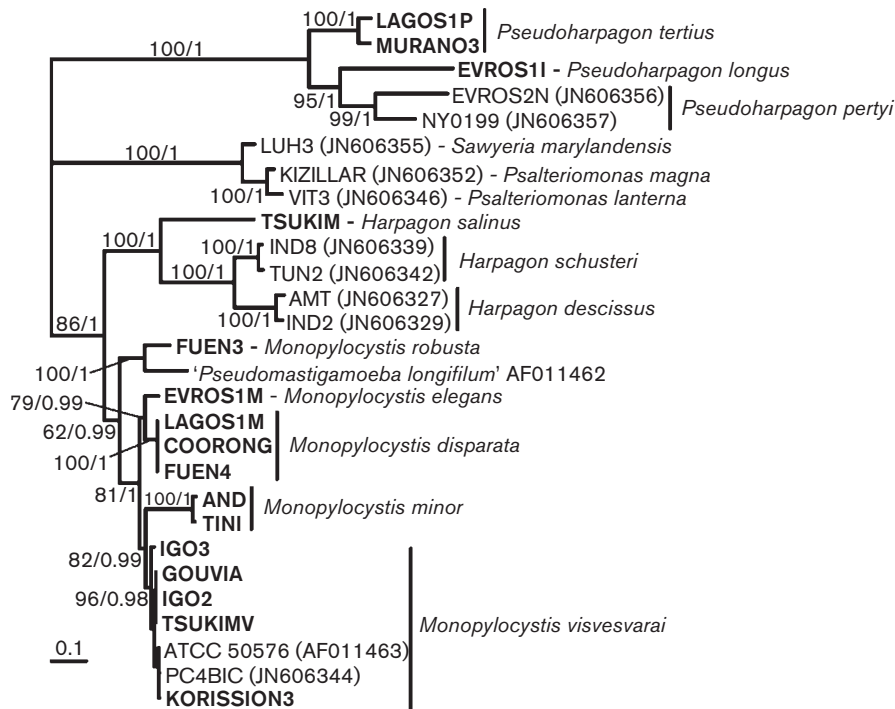 100/1
LAGOS1P
MURANO3
Pseudoharpagon tertius
100/1
EVROS1I - Pseudoharpagon longus
95/1
EVROS2N (JN606356)
99/1
NY0199 (JN606357)
Pseudoharpagon pertyi
100/1
LUH3 (JN606355) - Sawyeria marylandensis
KIZILLAR (JN606352) - Psalteriomonas magna
100/1
VIT3 (JN606346) - Psalteriomonas lanterna
TSUKIM - Harpagon salinus
100/1
100/1
IND8 (JN606339)
TUN2 (JN606342)
Harpagon schusteri
100/1
AMT (JN606327)
100/1
IND2 (JN606329)
Harpagon descissus
86/1
FUEN3 - Monopylocystis robusta
100/1
'Pseudomastigamoeba longifilum' AF011462
79/0.99
EVROS1M - Monopylocystis elegans
62/0.99
LAGOS1M
COORONG
FUEN4
Monopylocystis disparata
100/1
81/1
100/1
AND
TINI
Monopylocystis minor
82/0.99
IGO3
GOUVIA
96/0.98
IGO2
TSUKIMV
ATCC 50576 (AF011463)
PC4BIC (JN606344)
KORISSION3
Monopylocystis visvesvarai
0.1